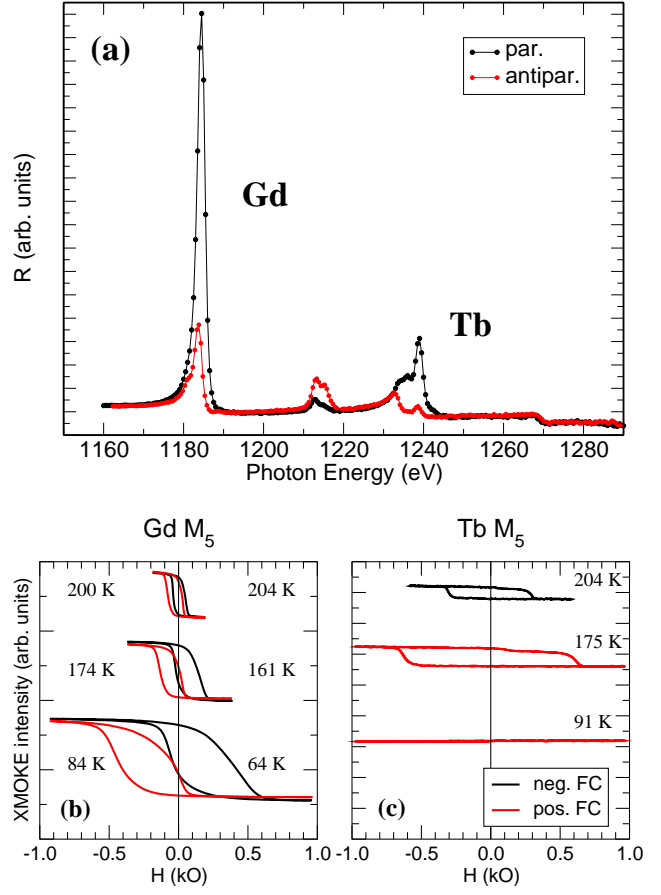 (a)
par.
antipar.
R (arb. units)
Gd
Tb
1160 1180 1200 1220 1240 1260 1280
Photon Energy (eV)
Gd M5
XMOKE intensity (arb. units)
200 K 204 K
174 K 161 K
84 K 64 K
(b)
-1.0 -0.5 0.0 0.5 1.0
H (kO)
Tb M5
204 K
175 K
91 K
neg. FC
pos. FC
(c)
-1.0 -0.5 0.0 0.5 1.0
H (kO)